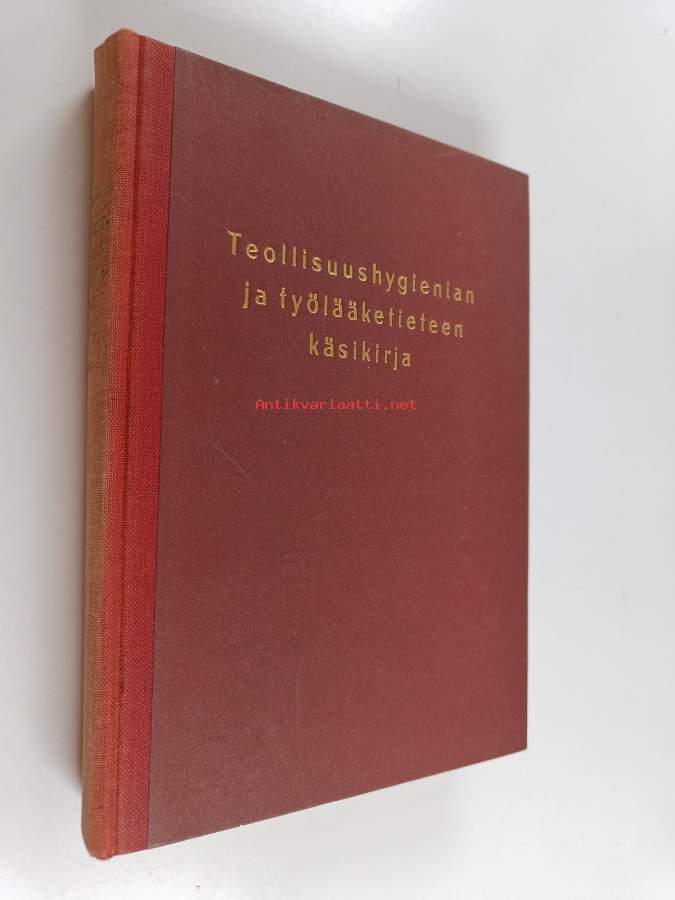 Teollisuushygienian
ja työlääketieteen
käsikirja
Antikvariaatti.net